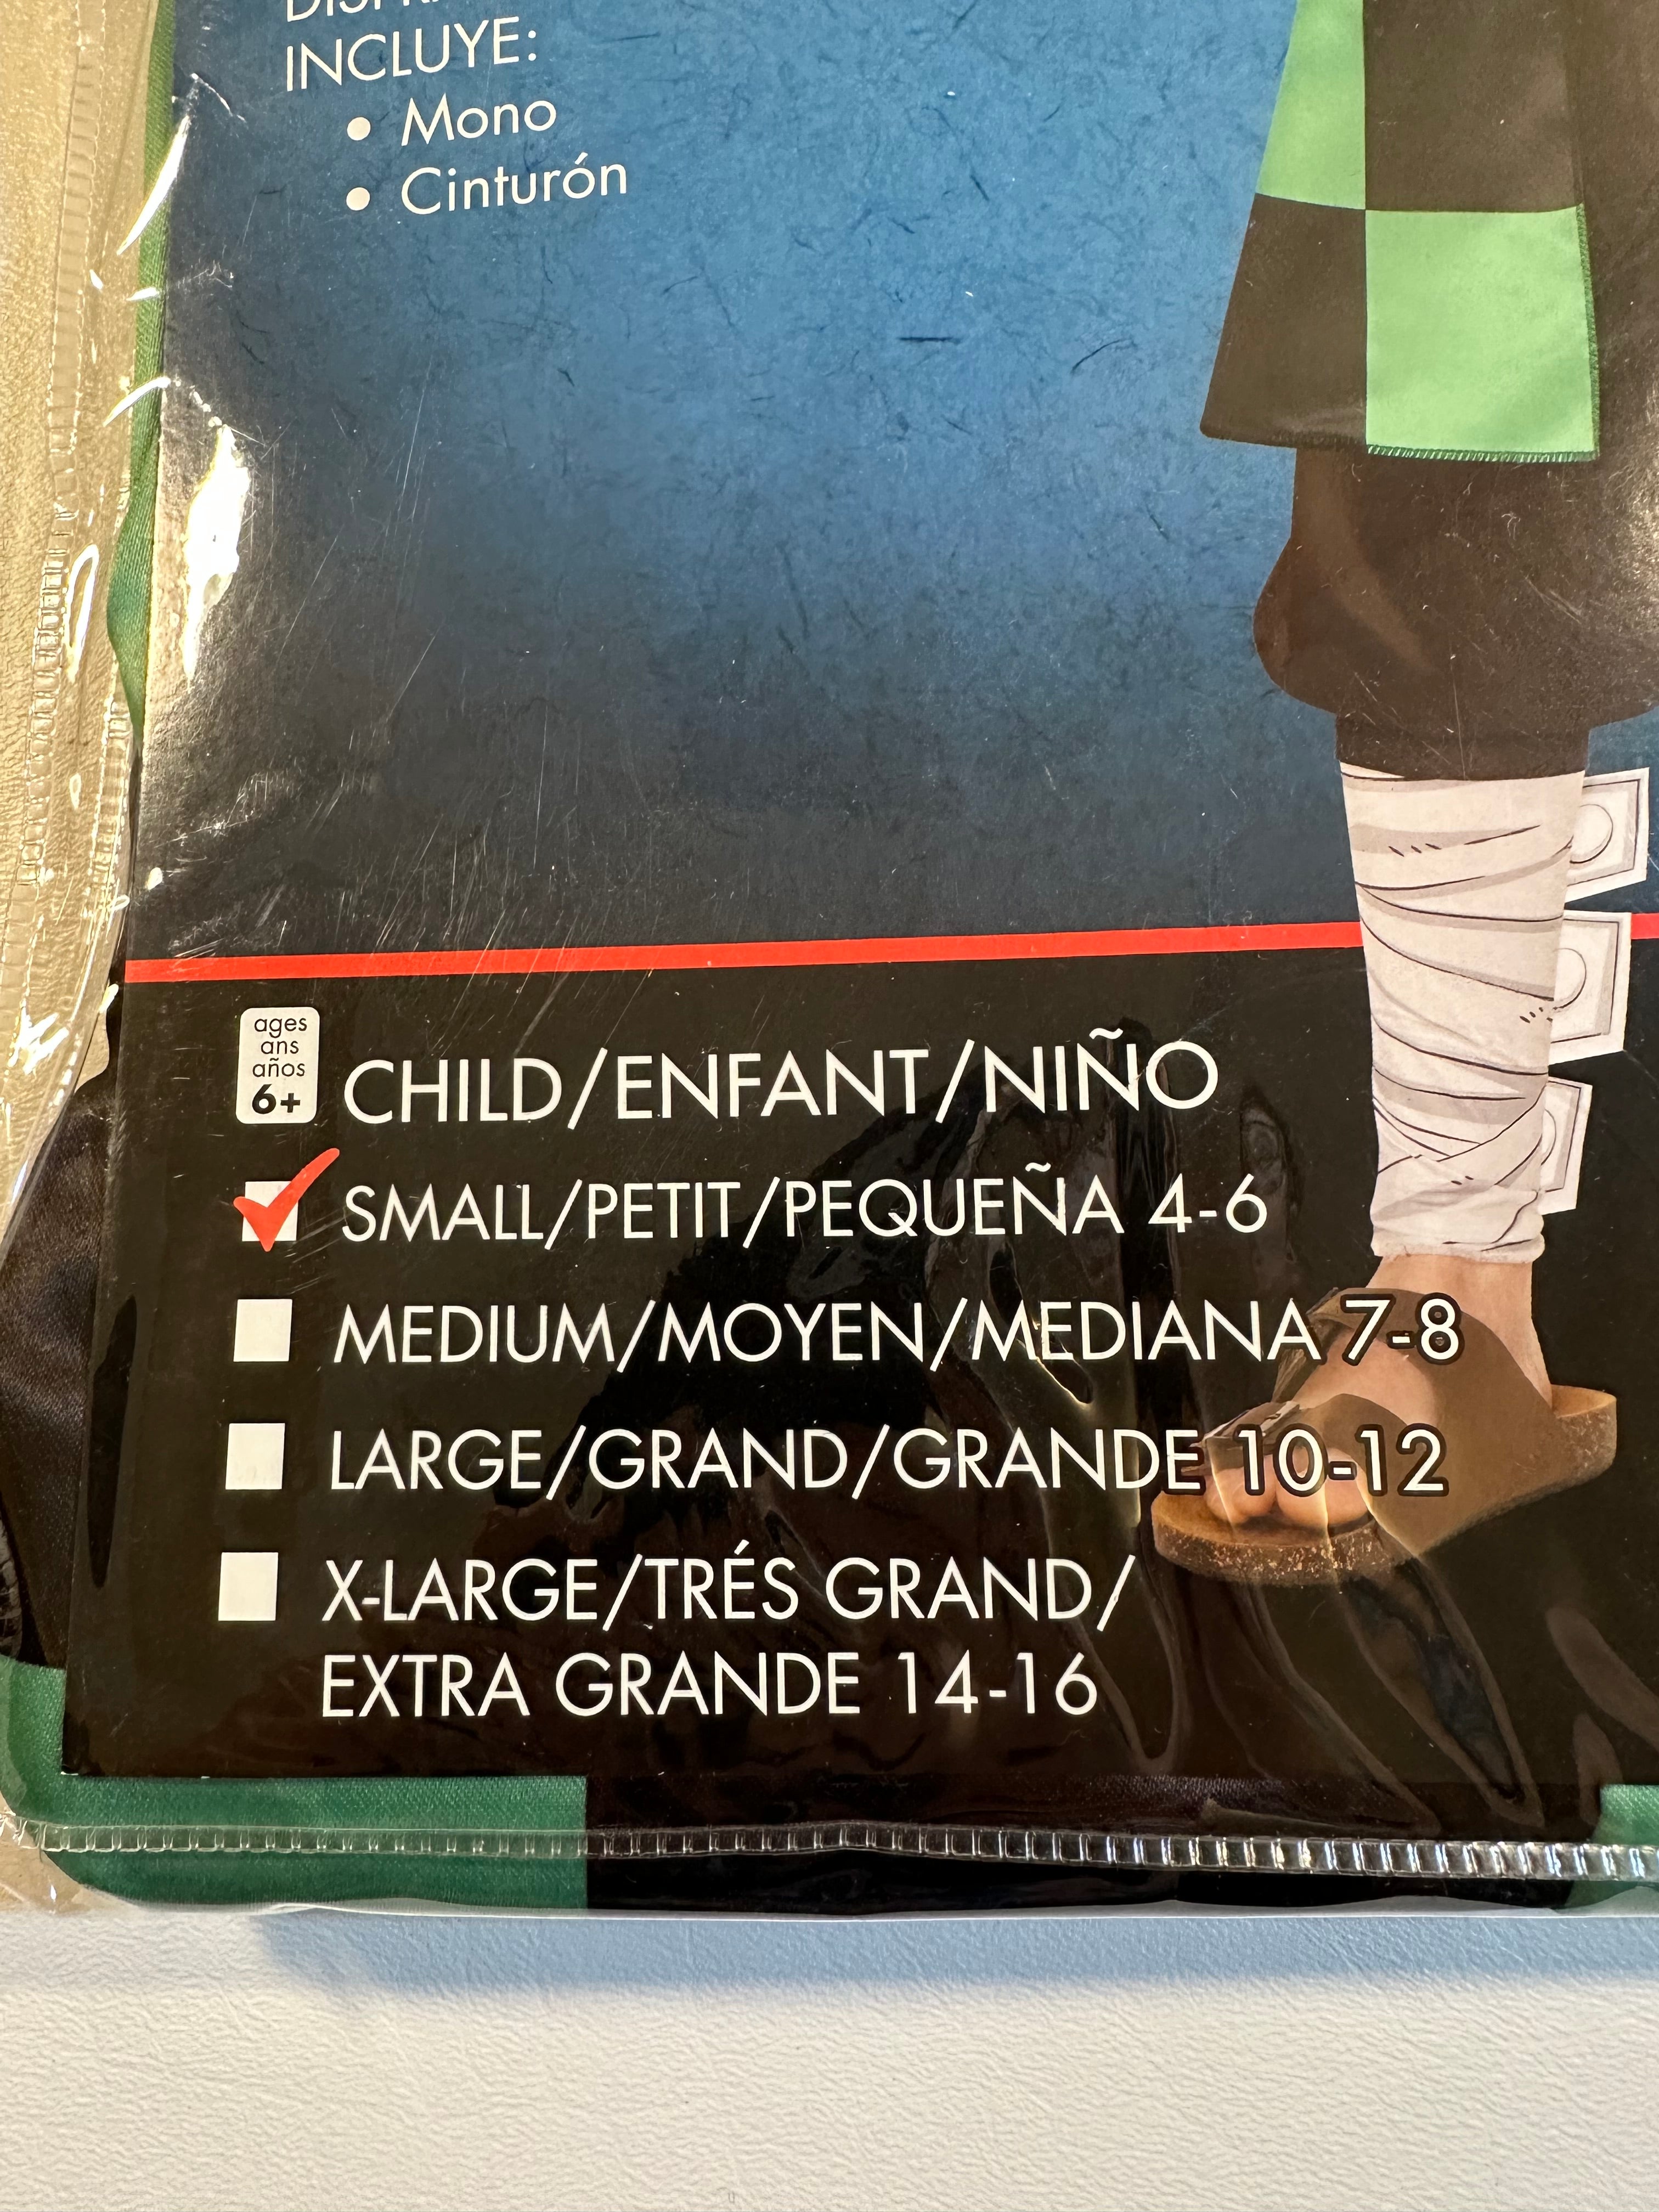 INCLUYE:
• Mono
• Cinturón
ages
ans
años
6+
CHILD/ENFANT/NIÑO
SMALL/PETIT/PEQUEÑA 4-6
MEDIUM/MOYEN/MEDIANA 7-8
LARGE/GRAND/GRANDE 10-12
X-LARGE/TRÉS GRAND/
EXTRA GRANDE 14-16